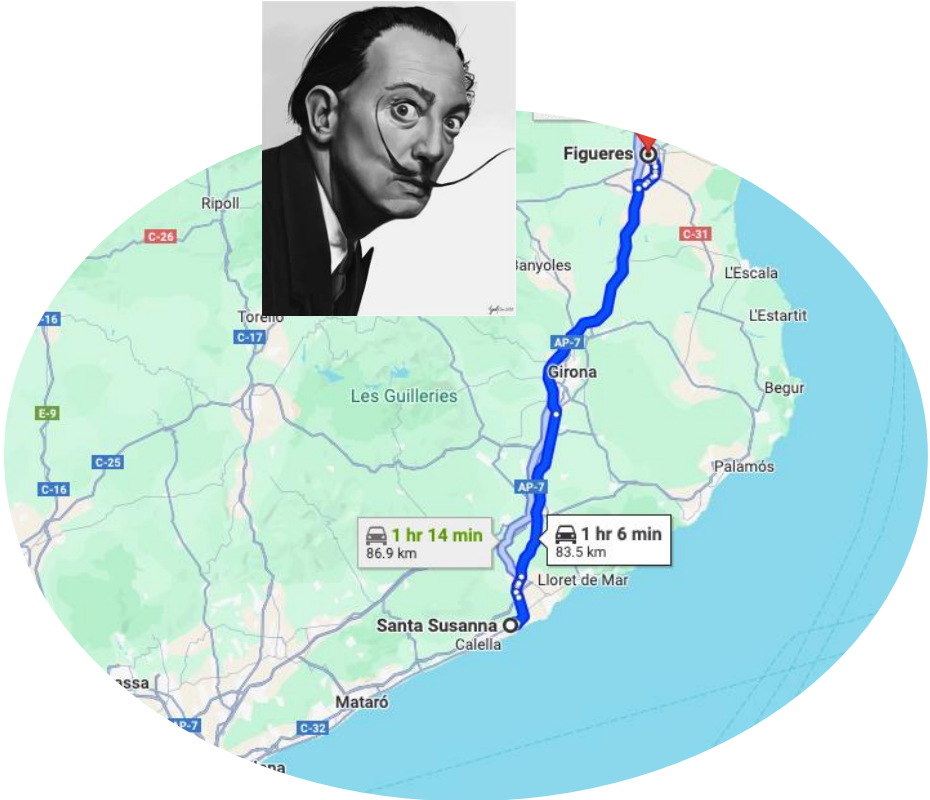 Figueres
Ripoll
C-26
C-31
Banyoles
L'Escala
L'Estartit
-16
Torelló
C-17
AP-7
Girona
Begur
Les Guilleries
E-9
C-25
Palamós
C-16
AP-7
1 hr 14 min
86.9 km
1 hr 6 min
83.5 km
Lloret de Mar
Santa Susanna
Calella
assa
Mataró
AP-7
C-32
ona